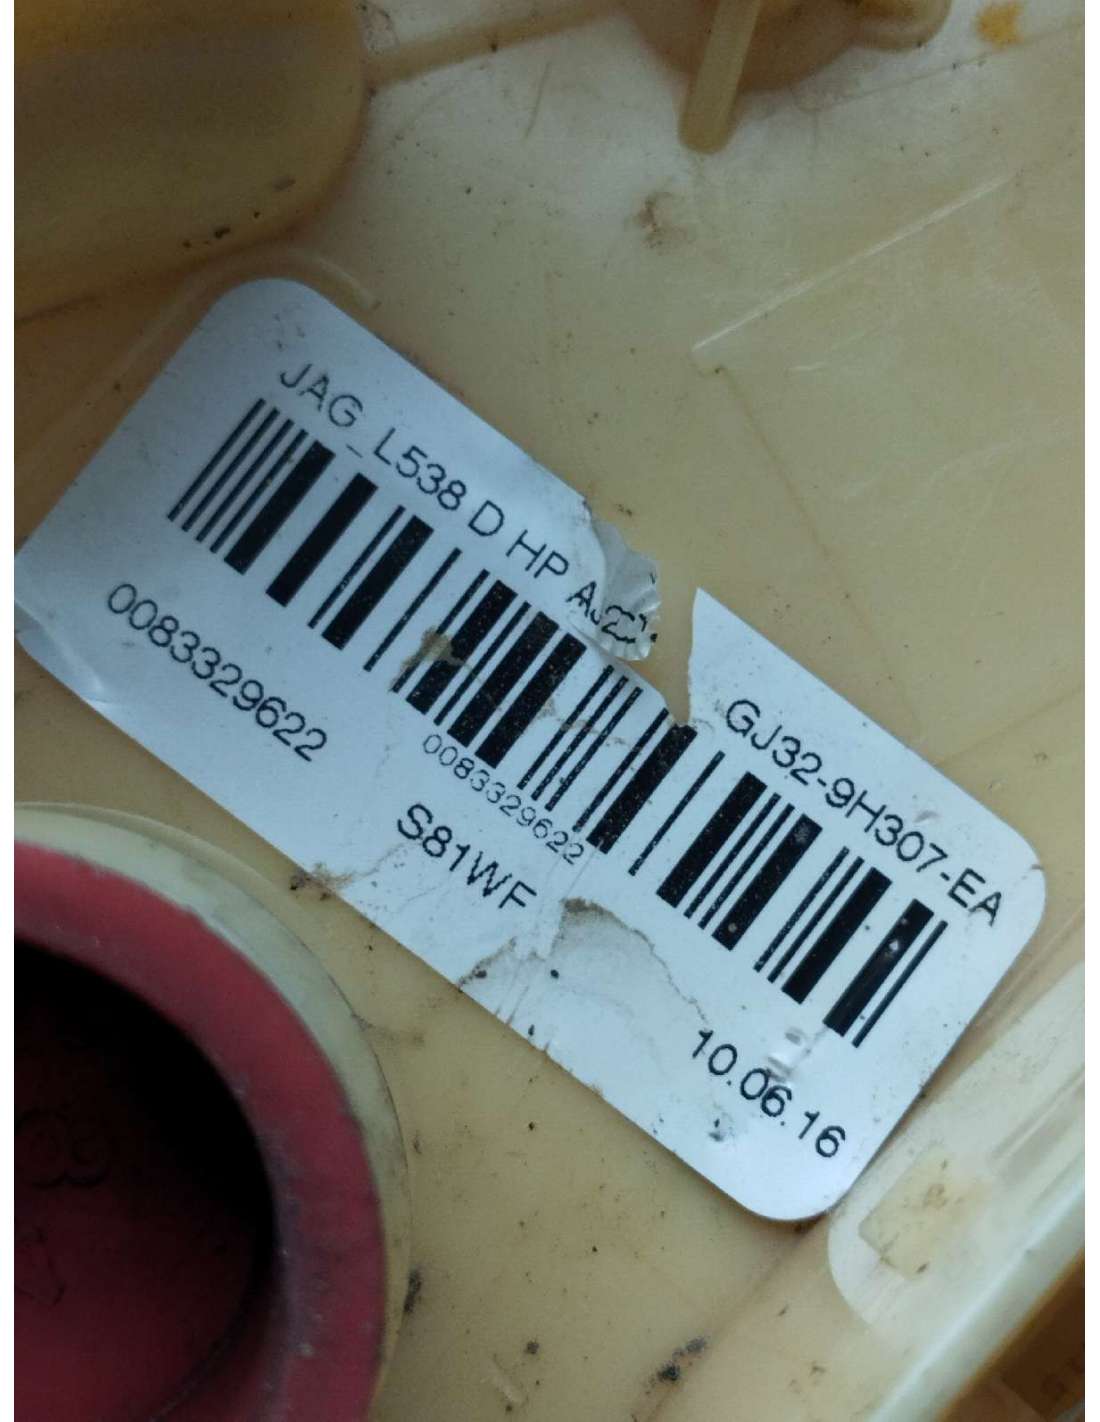 JAG_L538 D HP
GJ32-9H307-EA
0083329622
0083329622
S81WF
10.06.16